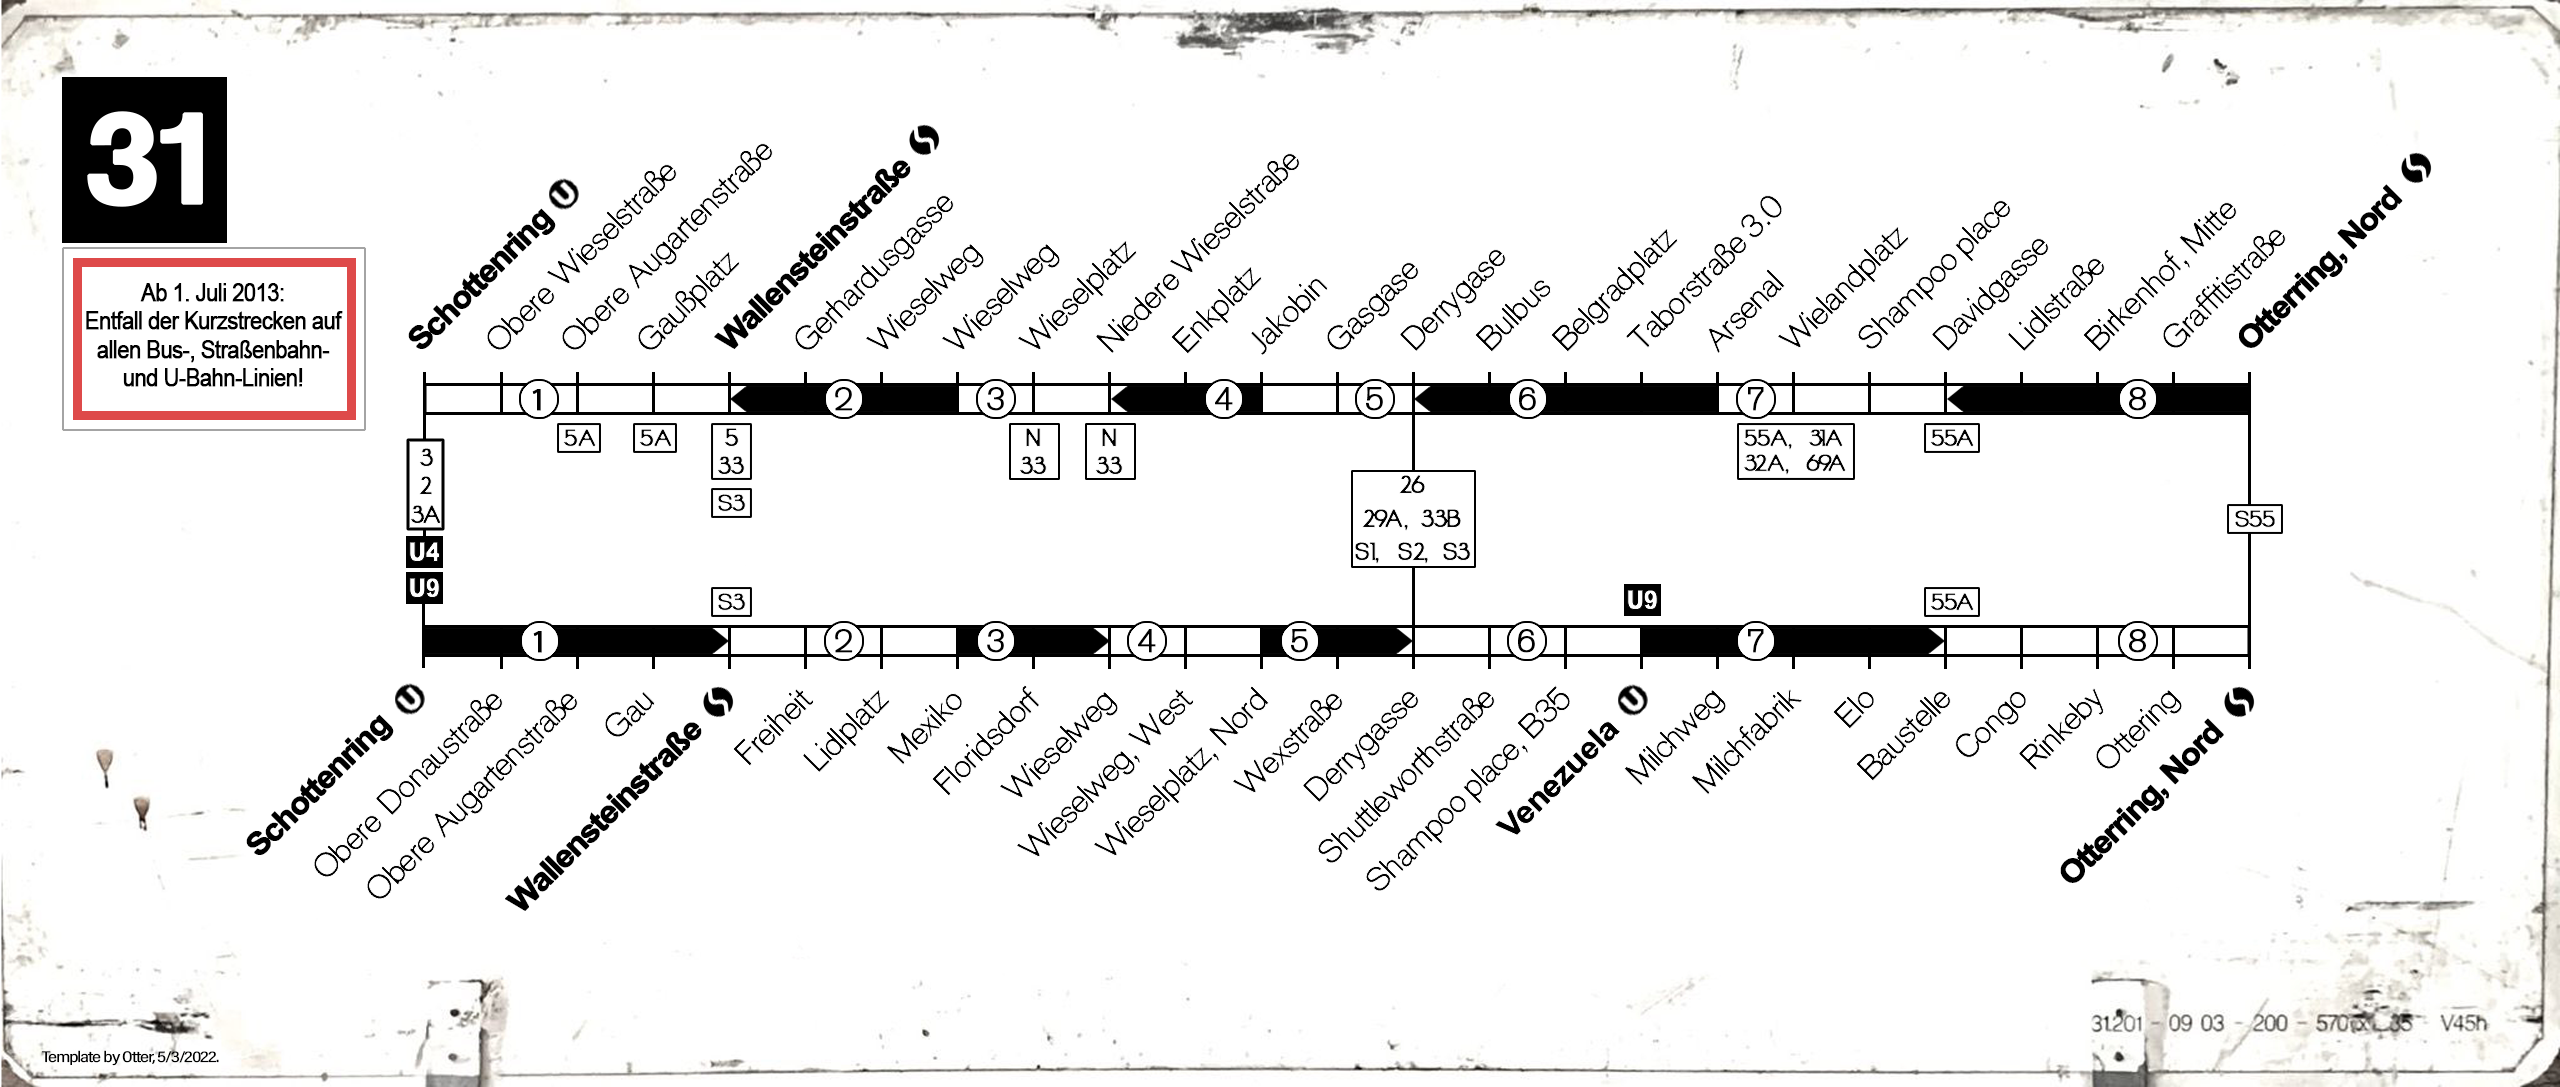 31
Ab 1. Juli 2013:
Entfall der Kurzstrecken auf
allen Bus-, Straßenbahn-
und U-Bahn-Linien!
Schottenring U
Obere Wieselstraße
Obere Augartenstraße
Gaußplatz
Wallensteinstraße
Gerhardusgasse
Wieselweg
Wieselweg
Wieselplatz
Niedere Wieselstraße
Enkplatz
Jakobin
Gasgase
Derrygase
Bulbus
Belgradplatz
Taborstraße 3.0
Arsenal
Wielandplatz
Shampoo place
Davidgasse
Lidlstraße
Birkenhof, Mitte
Graffitistraße
Otterring, Nord
1 2 3 4 5 6 7 8
3
2
3A
U4
U9
5A
5A
5
33
S3
N
33
N
33
26
29A, 33B
S1, S2, S3
55A, 31A
32A, 69A
55A
S55
S3
U9
55A
1 2 3 4 5 6 7 8
Schottenring U
Obere Donaustraße
Obere Augartenstraße
Gau
Wallensteinstraße
Freiheit
Lidlplatz
Mexiko
Floridsdorf
Wieselweg
Wieselweg, West
Wieselplatz, Nord
Wexstraße
Derrygasse
Shuttleworthstraße
Shampoo place, B35
Venezuela U
Milchweg
Milchfabrik
Elo
Baustelle
Congo
Rinkeby
Ottering
Otterring, Nord
31201 - 09 03 - 200 - V45h
Template by Otter, 5/3/2022.